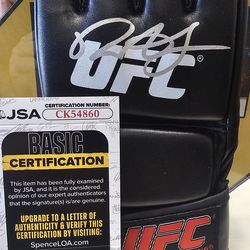 UFC
JSA CERTIFICATION NUMBER:
CK54860
BASIC
CERTIFICATION
This item has been fully examined
by JSA, and it is the considered
opinion of our expert authenticators
that the signature(s) is/are genuine.
UPGRADE TO A LETTER OF
AUTHENTICITY & VERIFY THIS
CERTIFICATION BY VISITING:
SpenceLOA.com
UFC